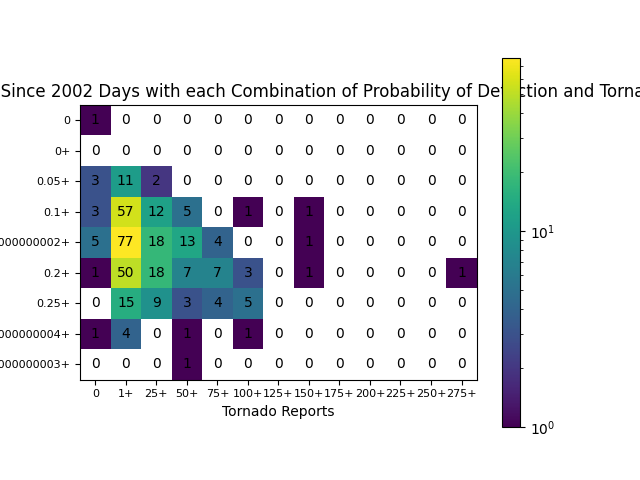 Since 2002 Days with each Combination of Probability of Detection and Torna
0 1 0 0 0 0 0 0 0 0 0 0 0 0
0+ 0 0 0 0 0 0 0 0 0 0 0 0 0
0.05+ 3 11 2 0 0 0 0 0 0 0 0 0 0
0.1+ 3 57 12 5 0 1 0 1 0 0 0 0 0
000000002+ 5 77 18 13 4 0 0 1 0 0 0 0 0
0.2+ 1 50 18 7 7 3 0 1 0 0 0 0 1
0.25+ 0 15 9 3 4 5 0 0 0 0 0 0 0
000000004+ 1 4 0 1 0 1 0 0 0 0 0 0 0
000000003+ 0 0 0 1 0 0 0 0 0 0 0 0 0
0 1+ 25+ 50+ 75+ 100+ 125+ 150+ 175+ 200+ 225+ 250+ 275+
Tornado Reports
10¹
10⁰